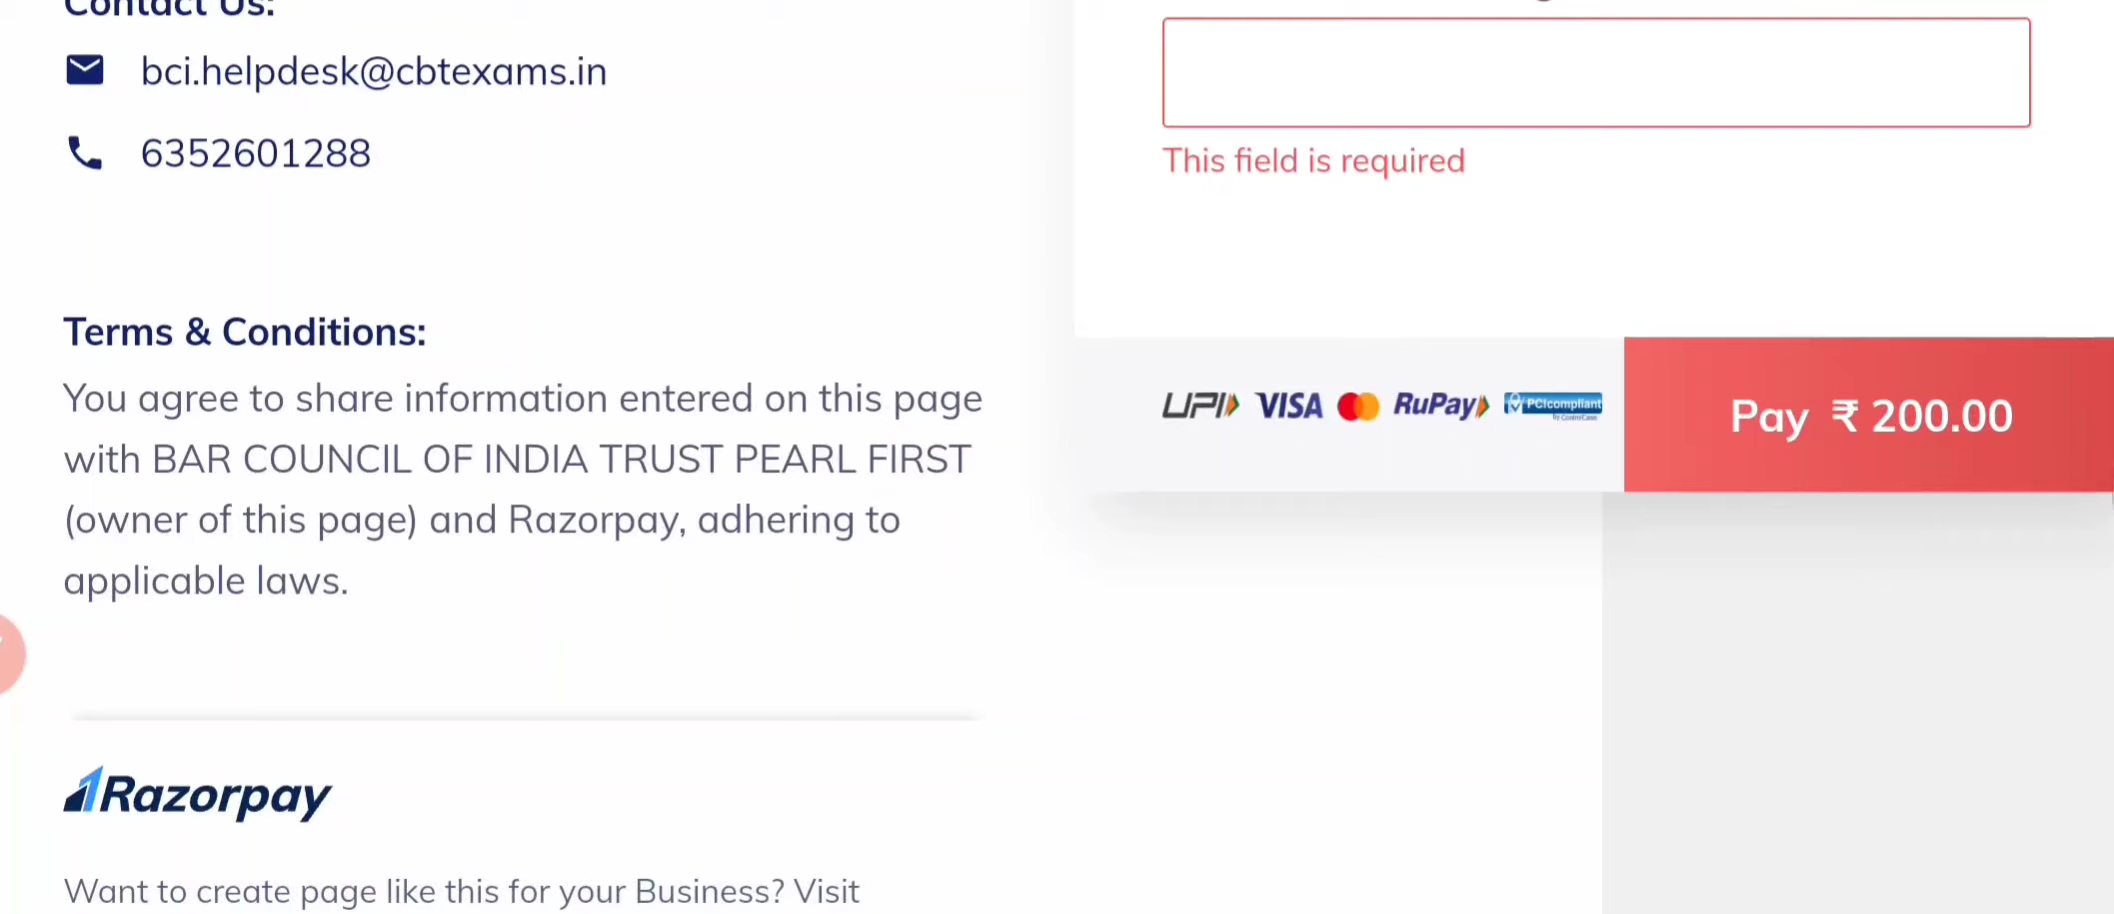 Contact Us:
bci.helpdesk@cbtexams.in
6352601288
Terms & Conditions:
You agree to share information entered on this page
with BAR COUNCIL OF INDIA TRUST PEARL FIRST
(owner of this page) and Razorpay, adhering to
applicable laws.
Razorpay
Want to create page like this for your Business? Visit
This field is required
UPI VISA RuPay PCIcompliant
Pay ₹ 200.00